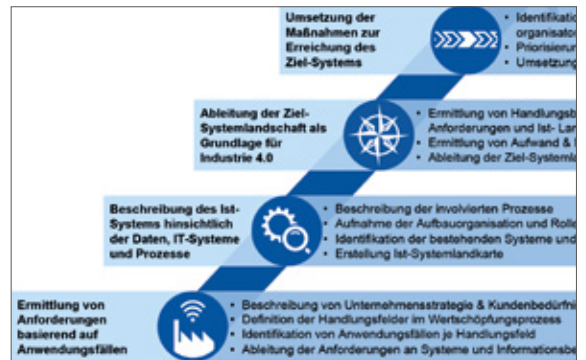 Umsetzung der
Maßnahmen zur
Erreichung des
Ziel-Systems
• Identifikation
organisator
• Priorisierun
• Umsetzung
Ableitung der Ziel-
Systemlandschaft als
Grundlage für
Industrie 4.0
• Ermittlung von Handlungsb
Anforderungen und Ist- Lan
• Ermittlung von Aufwand &
• Ableitung der Ziel-Systemla
Beschreibung des Ist-
Systems hinsichtlich
der Daten, IT-Systeme
und Prozesse
• Beschreibung der involvierten Prozesse
• Aufnahme der Aufbauorganisation und Rolle
• Identifikation der bestehenden Systeme und
• Erstellung Ist-Systemlandkarte
Ermittlung von
Anforderungen
basierend auf
Anwendungsfällen
• Beschreibung von Unternehmensstrategie & Kundenbedürfni
• Definition der Handlungsfelder im Wertschöpfungsprozess
• Identifikation von Anwendungsfällen je Handlungsfeld
• Ableitung der Anforderungen an Systeme und Informationsbe